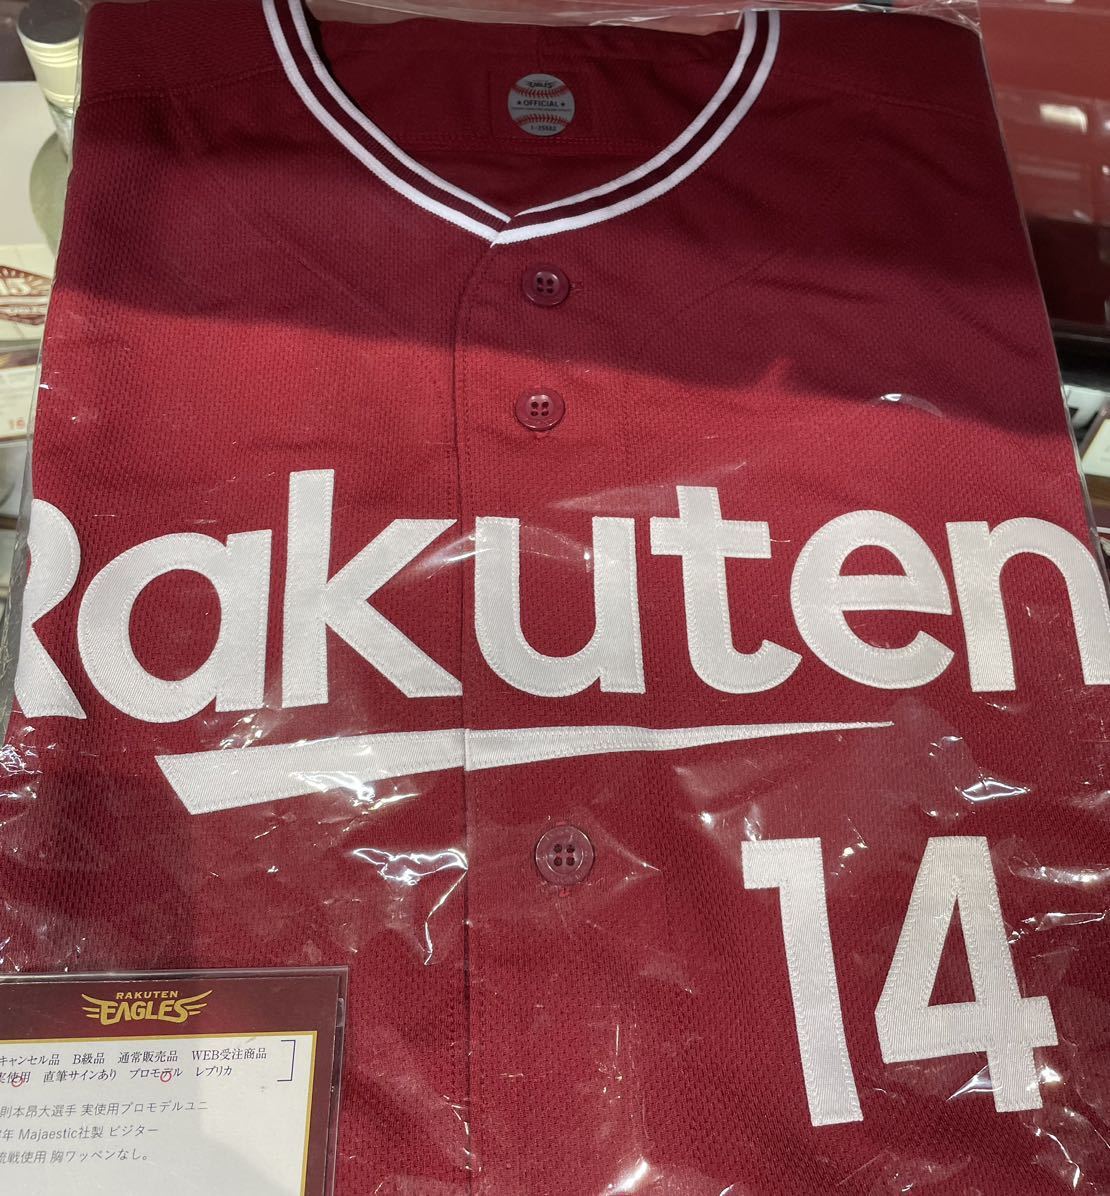 EAGLES
★ OFFICIAL ★
Rakuten
14
RAKUTEN
EAGLES
キャンセル品 B級品 通常販売品 WEB受注商品
実使用 直筆サインあり プロモデル レプリカ
則本昂大選手 実使用プロモデルユニ
年 Majaestic社製 ビジター
流戦使用 胸ワッペンなし。
16